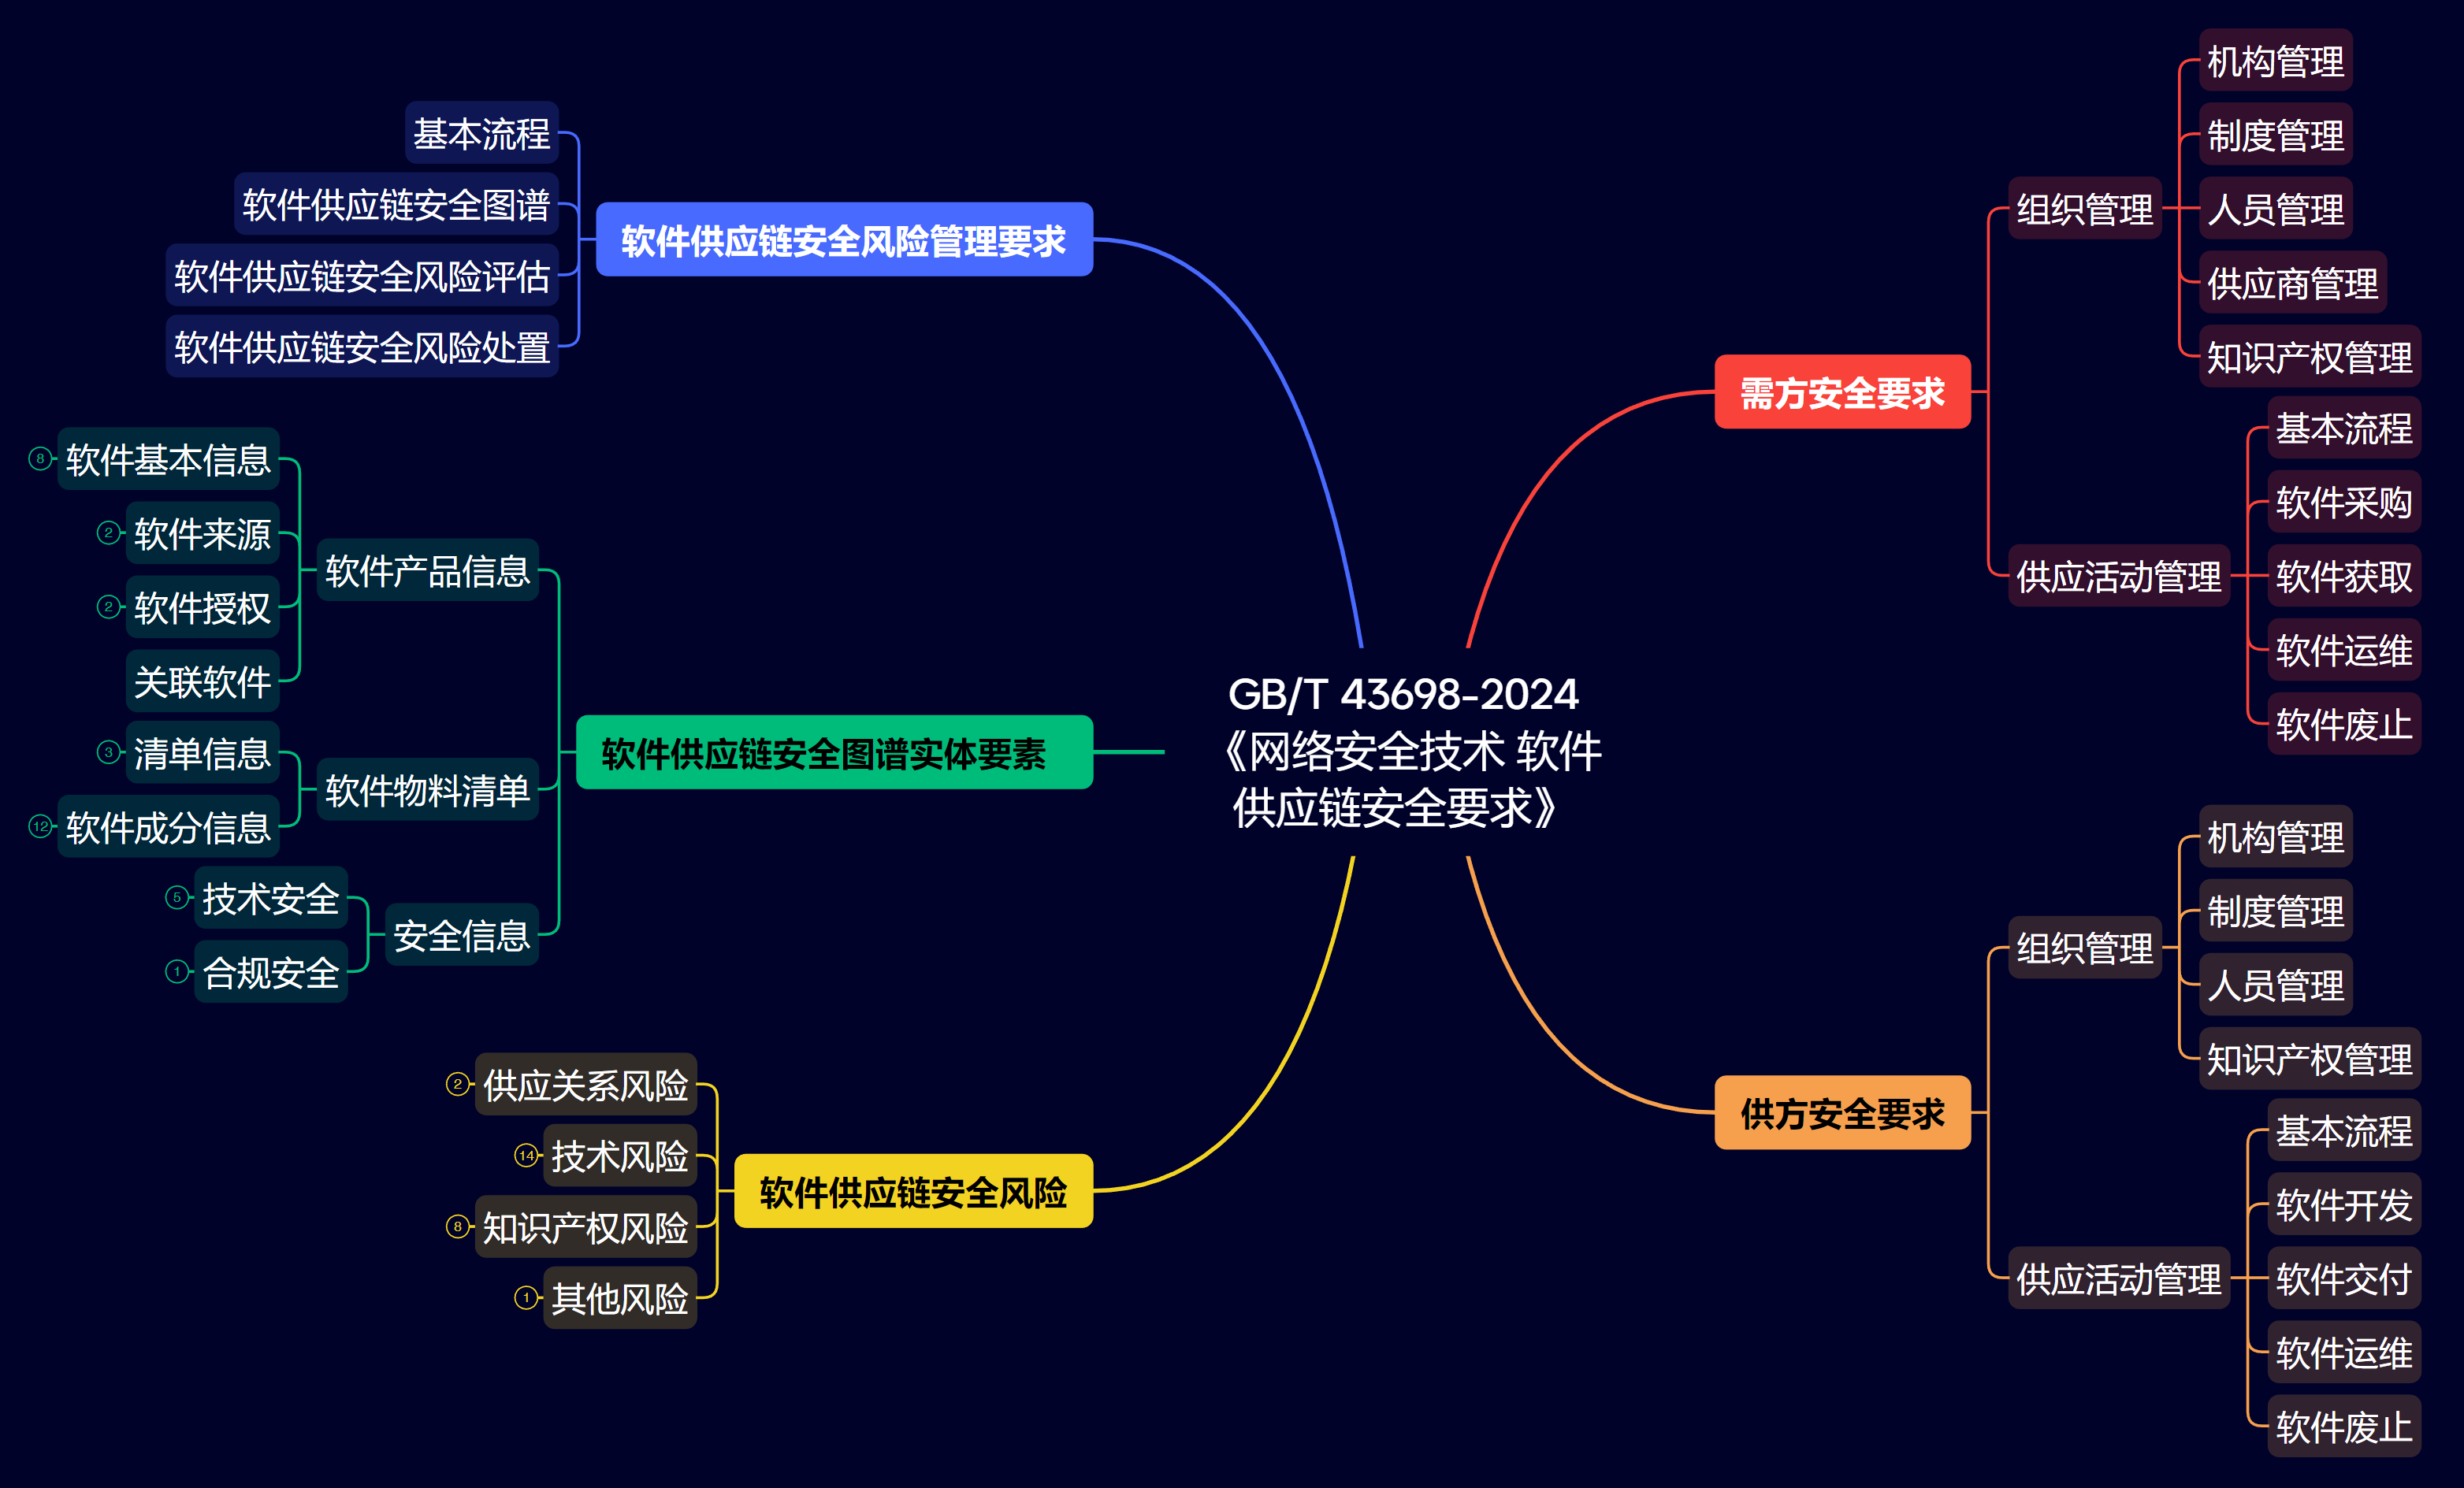 GB/T 43698-2024
《网络安全技术 软件
供应链安全要求》
需方安全要求
组织管理
机构管理
制度管理
人员管理
供应商管理
知识产权管理
供应活动管理
基本流程
软件采购
软件获取
软件运维
软件废止
供方安全要求
组织管理
机构管理
制度管理
人员管理
知识产权管理
供应活动管理
基本流程
软件开发
软件交付
软件运维
软件废止
软件供应链安全风险管理要求
基本流程
软件供应链安全图谱
软件供应链安全风险评估
软件供应链安全风险处置
软件供应链安全图谱实体要素
软件产品信息
软件基本信息
8
软件来源
2
软件授权
2
关联软件
软件物料清单
清单信息
3
软件成分信息
12
安全信息
技术安全
5
合规安全
1
软件供应链安全风险
供应关系风险
2
技术风险
14
知识产权风险
8
其他风险
1